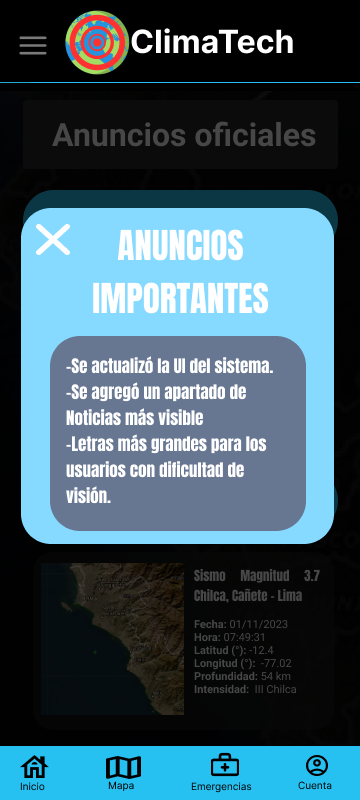 ClimaTech
Anuncios oficiales
ANUNCIOS
IMPORTANTES
-Se actualizó la UI del sistema.
-Se agregó un apartado de
Noticias más visible
-Letras más grandes para los
usuarios con dificultad de
visión.
Sismo Magnitud 3.7
Chilca, Cañete - Lima
Fecha: 01/11/2023
Hora: 07:49:31
Latitud (°): -12.4
Longitud (°): -77.02
Profundidad: 54 km
Intensidad: III Chilca
Inicio Mapa Emergencias Cuenta